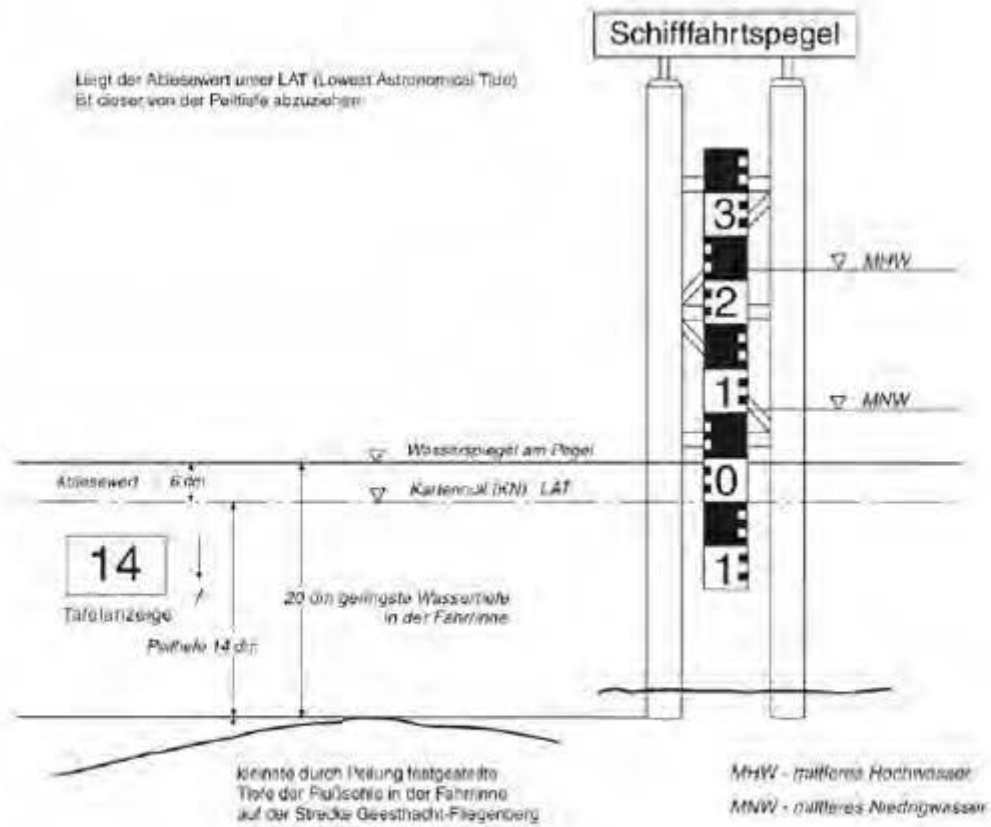 Schifffahrtspegel
Liegt der Ablesewert unter LAT (Lowest Astronomical Tide)
ist dieser von der Peiltiefe abzuziehen
3
MHW
2
1
MNW
Wasserspiegel am Pegel
Ablesewert 6 dm
0
Kartennull (KN) LAT
14
1
Tafelanzeige
20 dm geringste Wassertiefe
in der Fahrrinne
Peiltiefe 14 dm
kleinste durch Peilung festgestellte
Tiefe der Flußsohle in der Fahrrinne
auf der Strecke Geesthacht-Fliegenberg
MHW - mittleres Hochwasser
MNW - mittleres Niedrigwasser